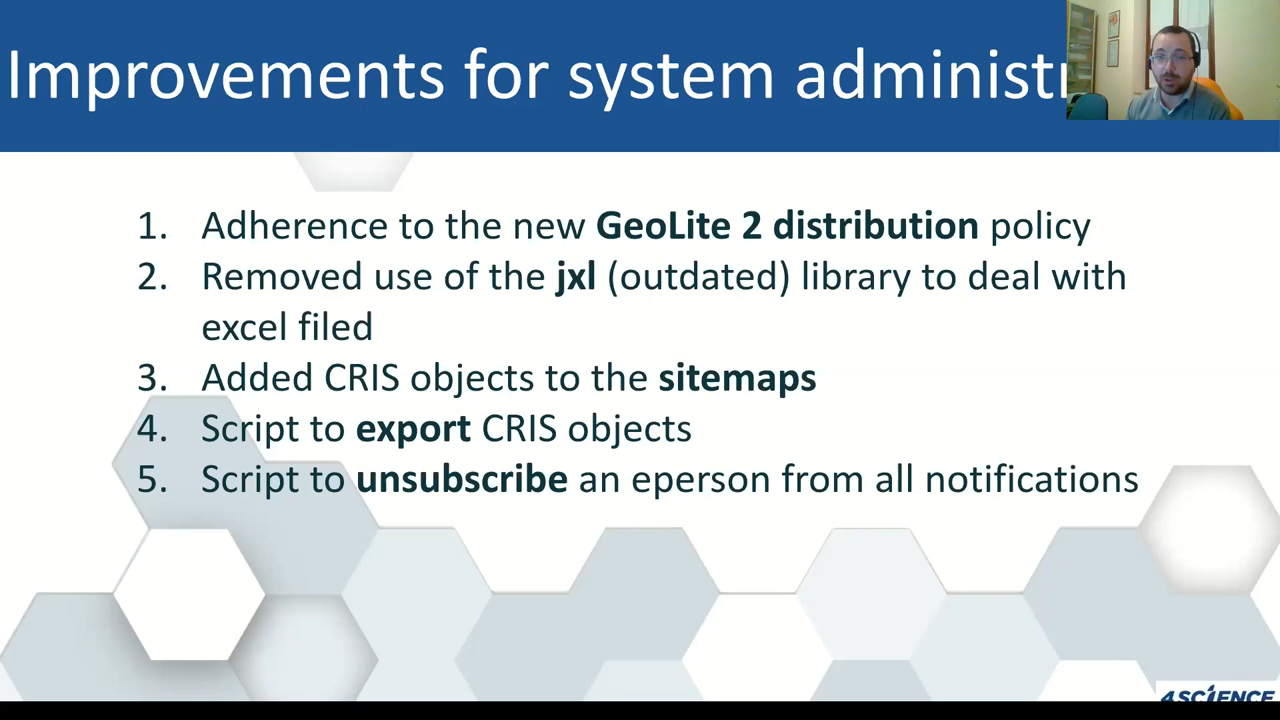 Improvements for system administr
1. Adherence to the new GeoLite 2 distribution policy
2. Removed use of the jxl (outdated) library to deal with
excel filed
3. Added CRIS objects to the sitemaps
4. Script to export CRIS objects
5. Script to unsubscribe an eperson from all notifications
4SCIENCE